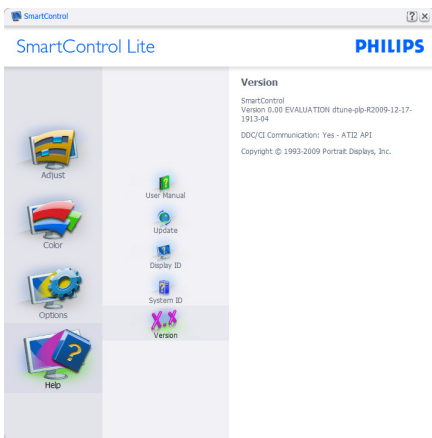 SmartControl
SmartControl Lite
PHILIPS
Adjust
Color
Options
Help
User Manual
Update
Display ID
System ID
X.X
Version
Version
SmartControl
Version 0.00 EVALUATION dtune-plp-R2009-12-17-
1913-04
DDC/CI Communication: Yes - ATI2 API
Copyright © 1993-2009 Portrait Displays, Inc.